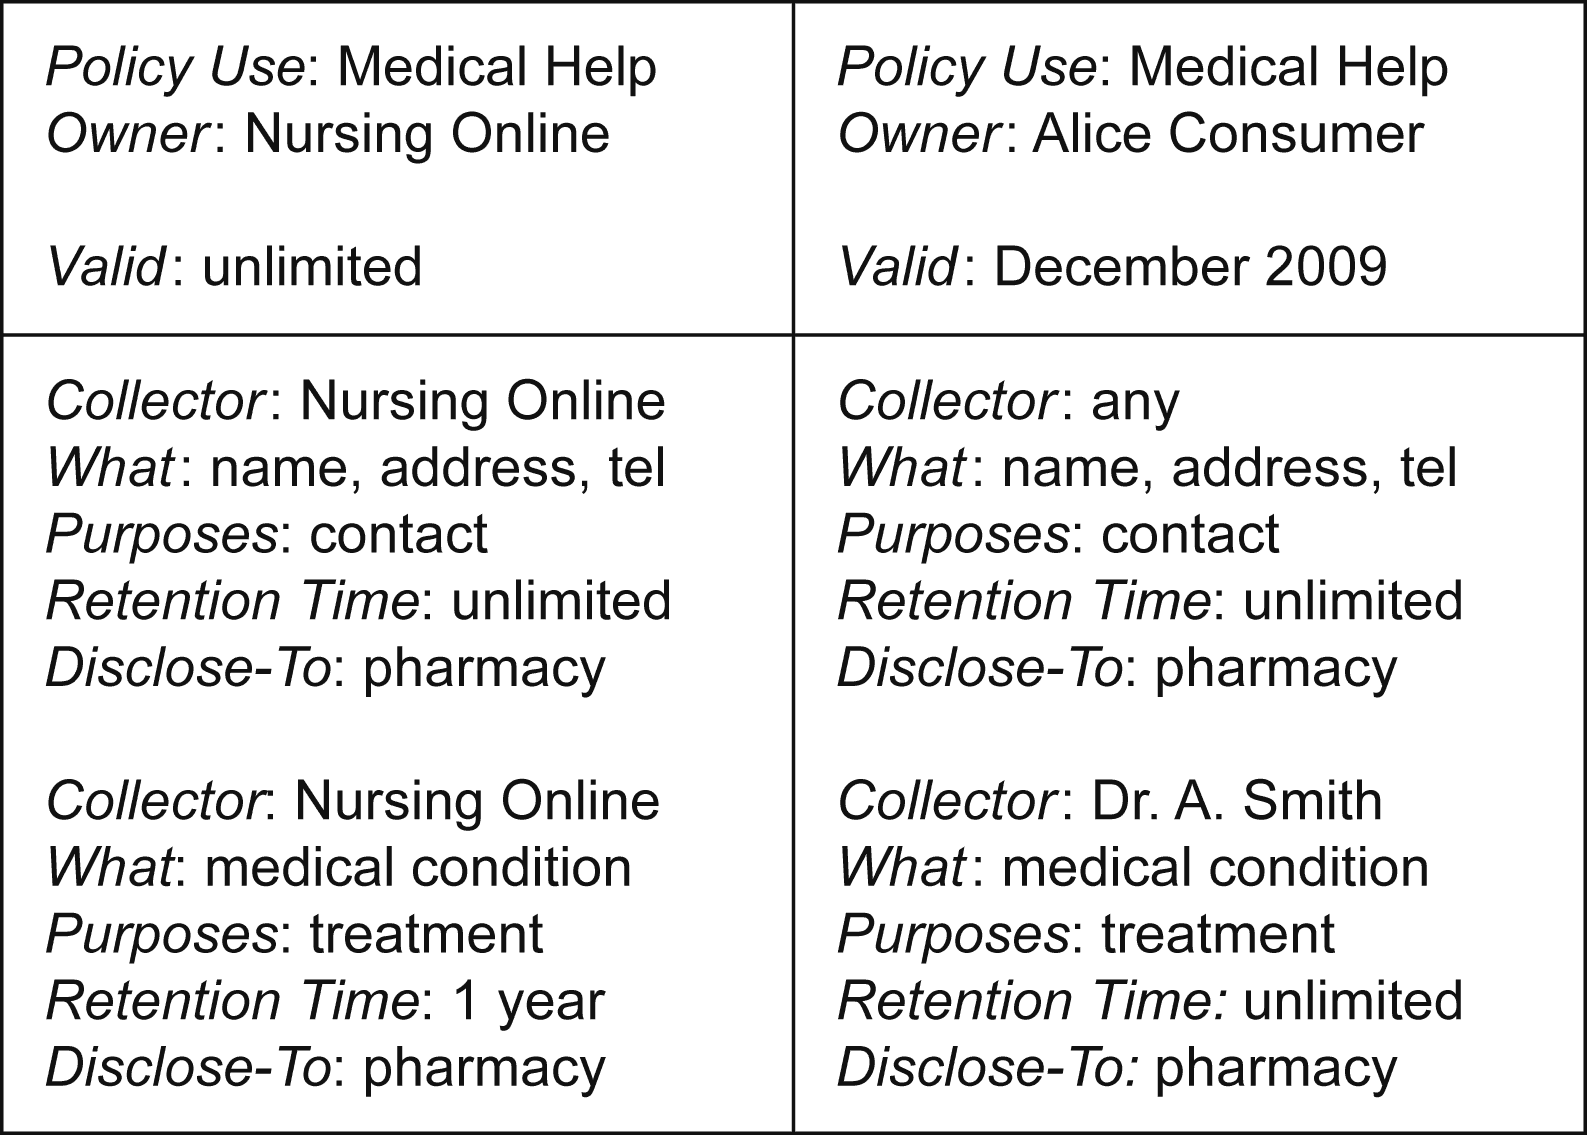 Policy Use: Medical Help
Owner: Nursing Online
Valid: unlimited
Policy Use: Medical Help
Owner: Alice Consumer
Valid: December 2009
Collector: Nursing Online
What: name, address, tel
Purposes: contact
Retention Time: unlimited
Disclose-To: pharmacy
Collector: Nursing Online
What: medical condition
Purposes: treatment
Retention Time: 1 year
Disclose-To: pharmacy
Collector: any
What: name, address, tel
Purposes: contact
Retention Time: unlimited
Disclose-To: pharmacy
Collector: Dr. A. Smith
What: medical condition
Purposes: treatment
Retention Time: unlimited
Disclose-To: pharmacy